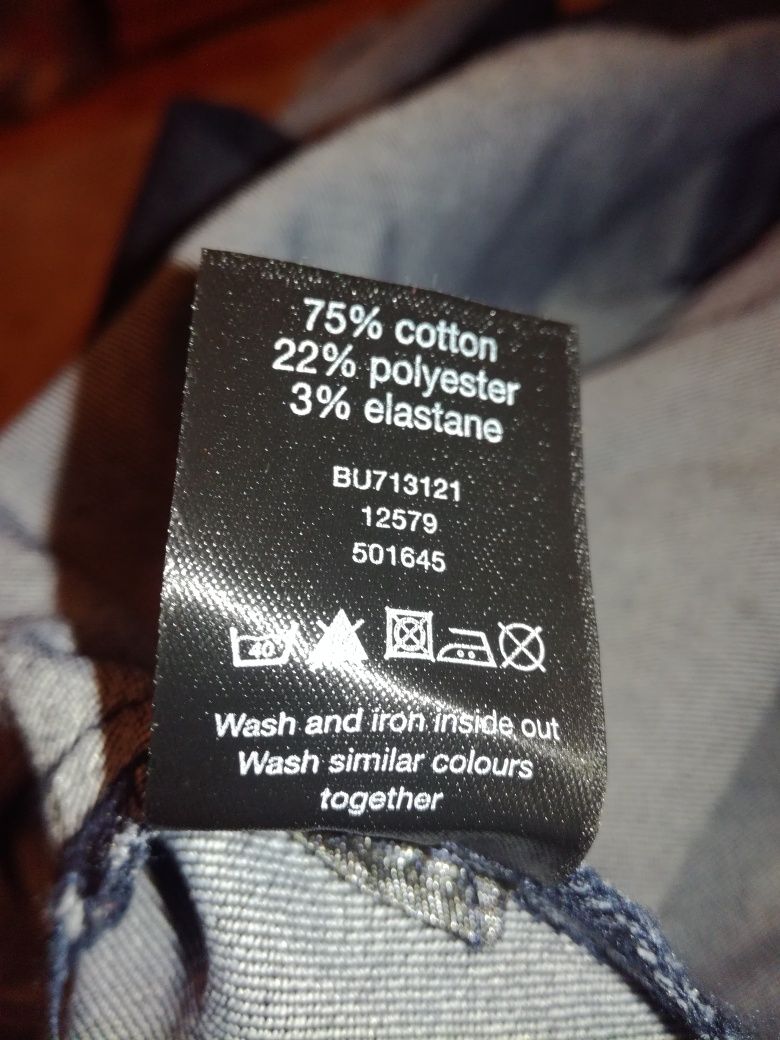 75% cotton
22% polyester
3% elastane
BU713121
12579
501645
40
Wash and iron inside out
Wash similar colours
together